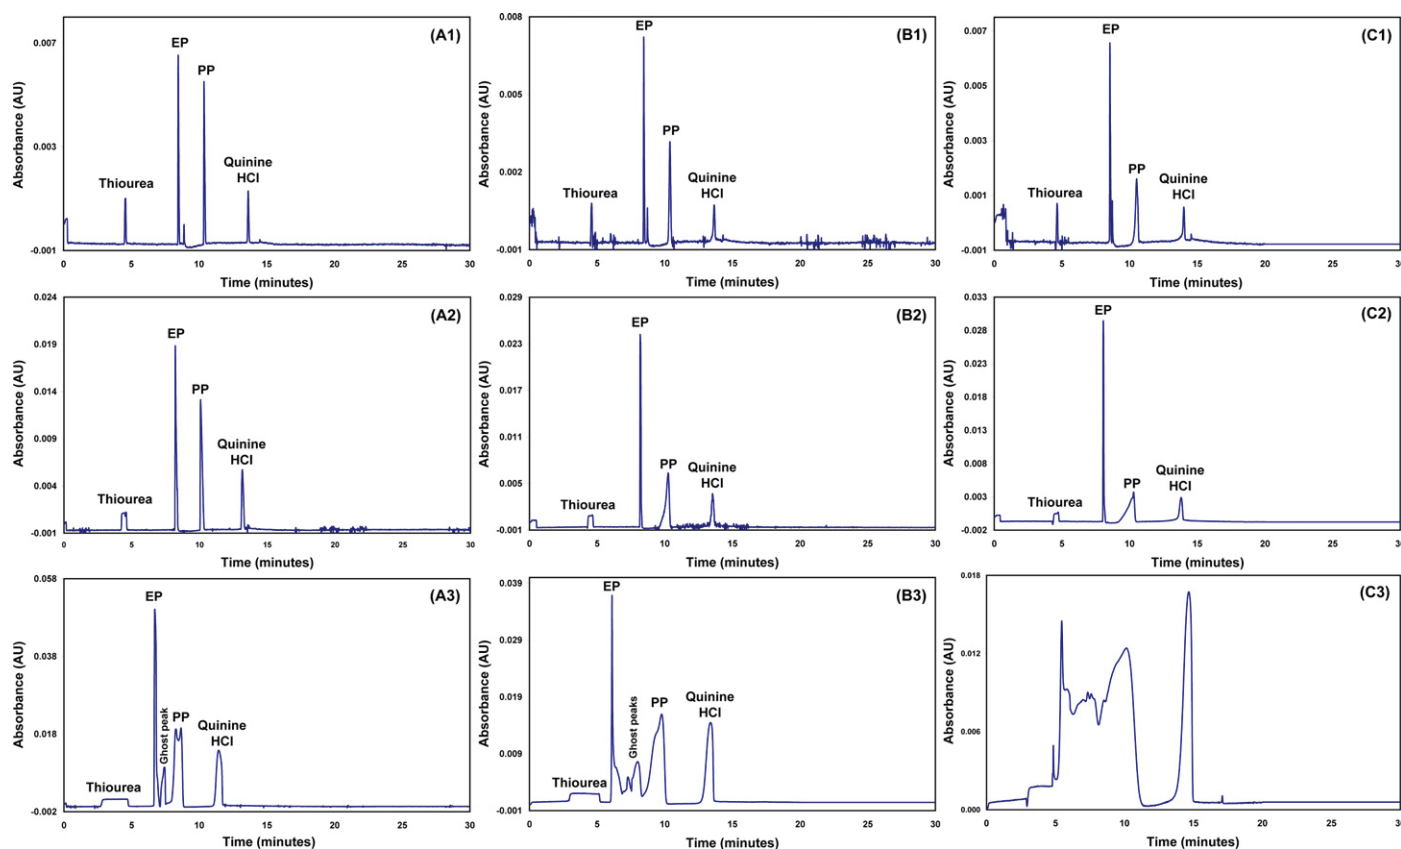 (A1)
EP
PP
Quinine
HCl
Thiourea
0.007
0.003
-0.001
Absorbance (AU)
0 5 10 15 20 25 30
Time (minutes)
(B1)
EP
PP
Quinine
HCl
Thiourea
0.008
0.005
0.002
-0.001
Absorbance (AU)
0 5 10 15 20 25 30
Time (minutes)
(C1)
EP
PP
Quinine
HCl
Thiourea
0.007
0.005
0.003
0.001
-0.001
Absorbance (AU)
0 5 10 15 20 25 30
Time (minutes)
(A2)
EP
PP
Quinine
HCl
Thiourea
0.024
0.019
0.014
0.009
0.004
-0.001
Absorbance (AU)
0 5 10 15 20 25 30
Time (minutes)
(B2)
EP
PP
Quinine
HCl
Thiourea
0.029
0.023
0.017
0.011
0.005
-0.001
Absorbance (AU)
0 5 10 15 20 25 30
Time (minutes)
(C2)
EP
PP
Quinine
HCl
Thiourea
0.033
0.028
0.023
0.018
0.013
0.008
0.003
-0.002
Absorbance (AU)
0 5 10 15 20 25 30
Time (minutes)
(A3)
EP
Ghost peak
PP
Quinine
HCl
Thiourea
0.058
0.038
0.018
-0.002
Absorbance (AU)
0 5 10 15 20 25 30
Time (minutes)
(B3)
EP
Ghost peaks
PP
Quinine
HCl
Thiourea
0.039
0.029
0.019
0.009
-0.001
Absorbance (AU)
0 5 10 15 20 25 30
Time (minutes)
(C3)
0.018
0.012
0.006
0.000
Absorbance (AU)
0 5 10 15 20 25 30
Time (minutes)